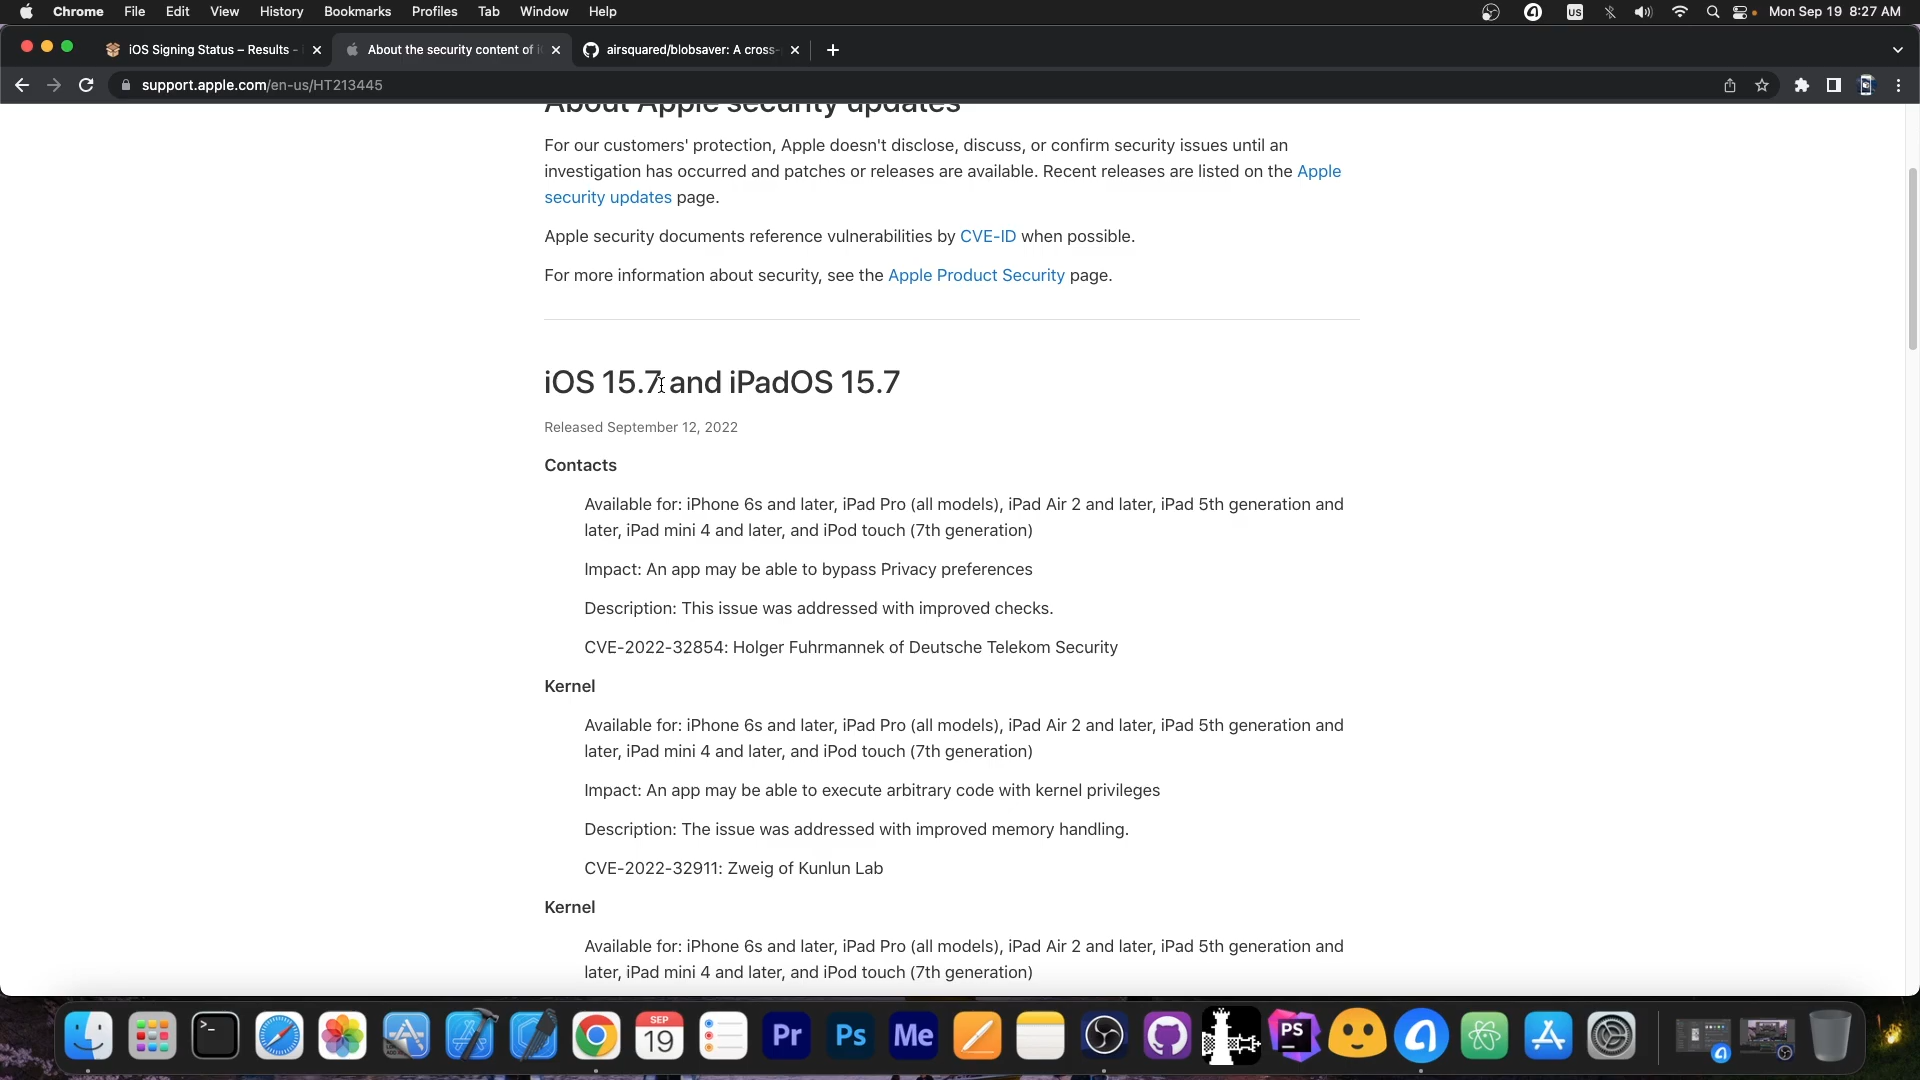 Chrome File Edit View History Bookmarks Profiles Tab Window Help US Mon Sep 19 8:27 AM
iOS Signing Status – Results - About the security content of i airsquared/blobsaver: A cross-
support.apple.com/en-us/HT213445
About Apple security updates
For our customers' protection, Apple doesn't disclose, discuss, or confirm security issues until an
investigation has occurred and patches or releases are available. Recent releases are listed on the Apple
security updates page.
Apple security documents reference vulnerabilities by CVE-ID when possible.
For more information about security, see the Apple Product Security page.
iOS 15.7 and iPadOS 15.7
Released September 12, 2022
Contacts
Available for: iPhone 6s and later, iPad Pro (all models), iPad Air 2 and later, iPad 5th generation and
later, iPad mini 4 and later, and iPod touch (7th generation)
Impact: An app may be able to bypass Privacy preferences
Description: This issue was addressed with improved checks.
CVE-2022-32854: Holger Fuhrmannek of Deutsche Telekom Security
Kernel
Available for: iPhone 6s and later, iPad Pro (all models), iPad Air 2 and later, iPad 5th generation and
later, iPad mini 4 and later, and iPod touch (7th generation)
Impact: An app may be able to execute arbitrary code with kernel privileges
Description: The issue was addressed with improved memory handling.
CVE-2022-32911: Zweig of Kunlun Lab
Kernel
Available for: iPhone 6s and later, iPad Pro (all models), iPad Air 2 and later, iPad 5th generation and
later, iPad mini 4 and later, and iPod touch (7th generation)
SEP
19
Pr Ps Me PS